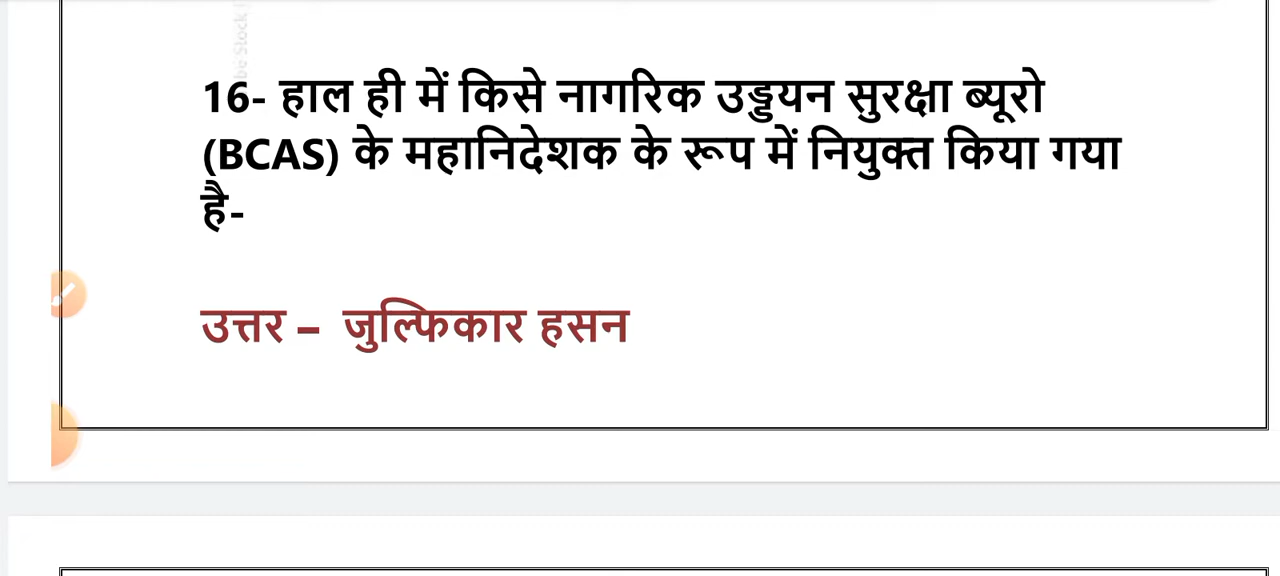 16- हाल ही में किसे नागरिक उड्डयन सुरक्षा ब्यूरो
(BCAS) के महानिदेशक के रूप में नियुक्त किया गया
है-
उत्तर – जुल्फिकार हसन